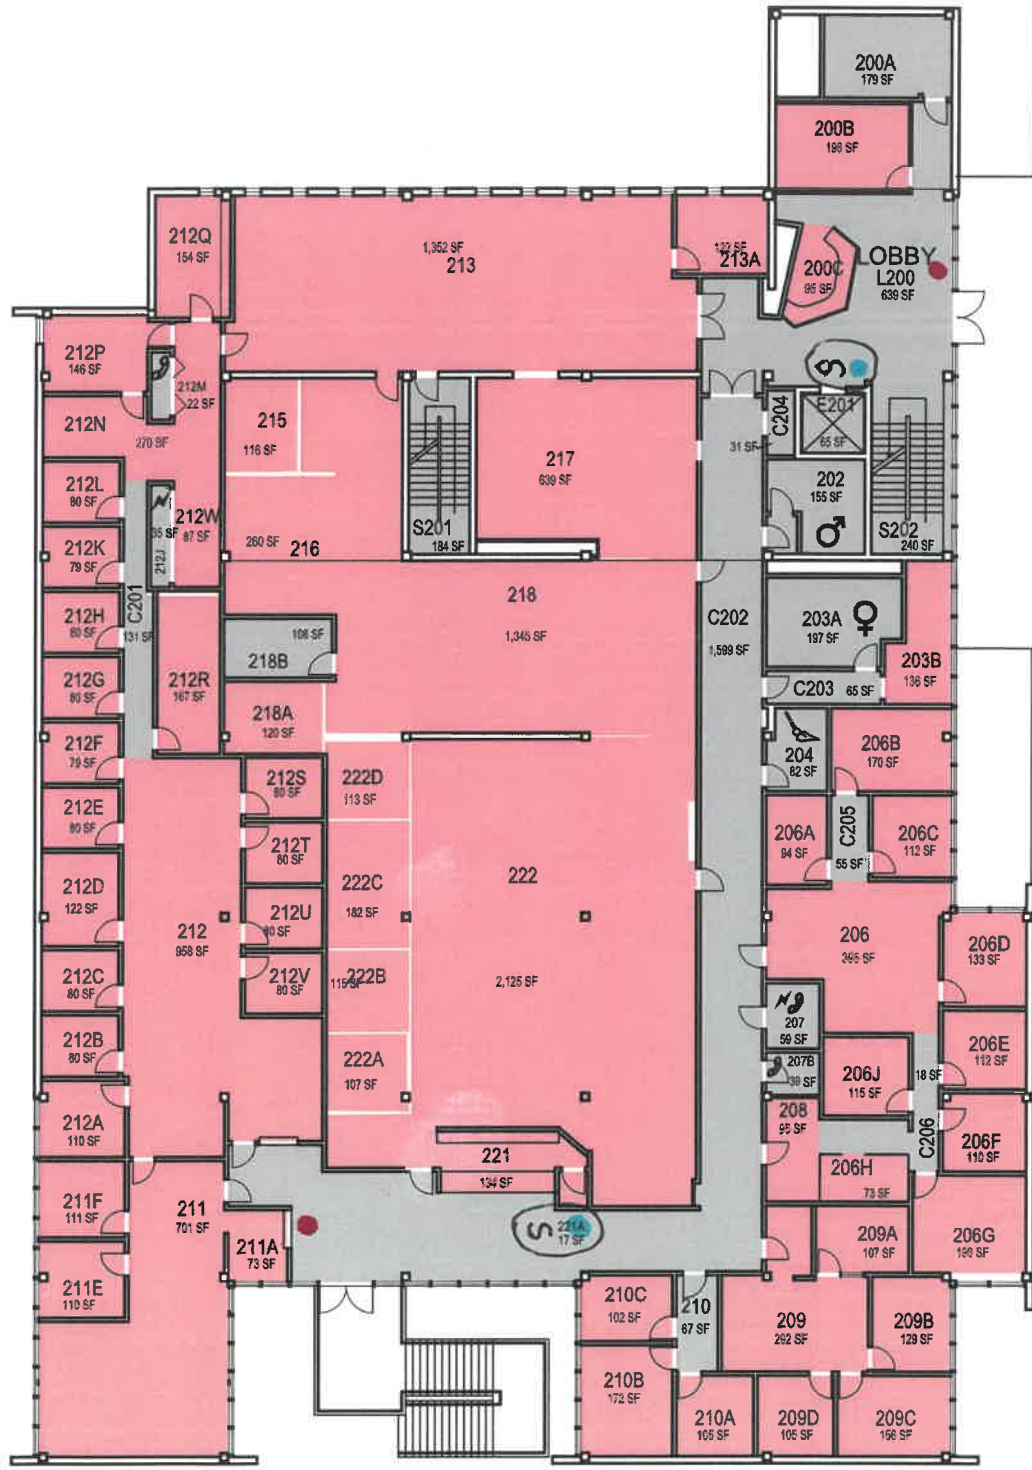 200A
179 SF
200B
198 SF
212Q
154 SF
1,352 SF
213
213A
200C
95 SF
LOBBY
L200
639 SF
212P
146 SF
212M
22 SF
S
E201
65 SF
C204
31 SF
212N
270 SF
215
116 SF
217
639 SF
202
155 SF
212L
80 SF
35 SF
212W
87 SF
212J
S201
184 SF
S202
240 SF
212K
79 SF
260 SF
216
212H
80 SF
C201
131 SF
218
1,345 SF
C202
1,599 SF
203A
197 SF
218B
203B
136 SF
212G
80 SF
212R
167 SF
C203
65 SF
218A
120 SF
212F
79 SF
204
82 SF
206B
170 SF
212S
80 SF
222D
113 SF
212E
80 SF
206A
94 SF
C205
55 SF
206C
112 SF
212T
80 SF
222C
182 SF
222
2,125 SF
212D
122 SF
212U
80 SF
212
958 SF
206
206D
133 SF
212C
80 SF
212V
80 SF
222B
207
59 SF
212B
80 SF
222A
107 SF
207B
39 SF
206J
115 SF
18 SF
206E
112 SF
212A
110 SF
208
95 SF
C206
206F
110 SF
221
134 SF
206H
73 SF
211F
111 SF
211
701 SF
211A
73 SF
S
221A
17 SF
209A
107 SF
206G
211E
110 SF
210C
102 SF
210
67 SF
209
292 SF
209B
129 SF
210B
172 SF
210A
105 SF
209D
105 SF
209C
156 SF